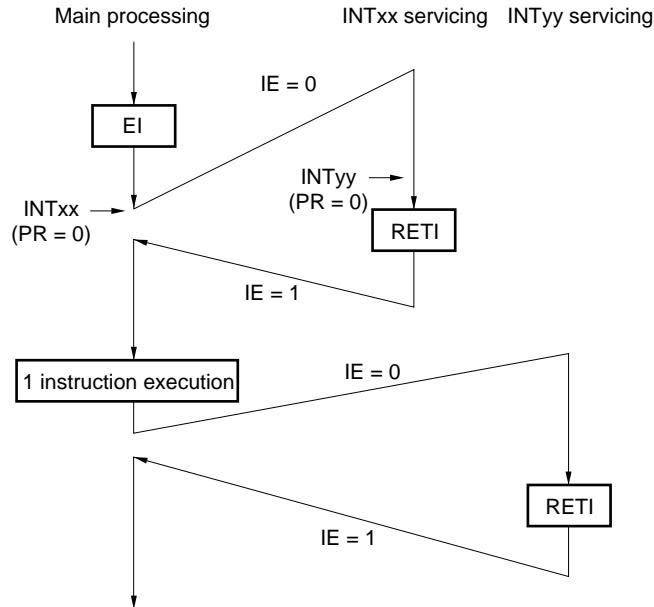 Main processing INTxx servicing INTyy servicing
IE = 0
EI
INTyy
(PR = 0)
INTxx
(PR = 0)
RETI
IE = 1
1 instruction execution
IE = 0
RETI
IE = 1